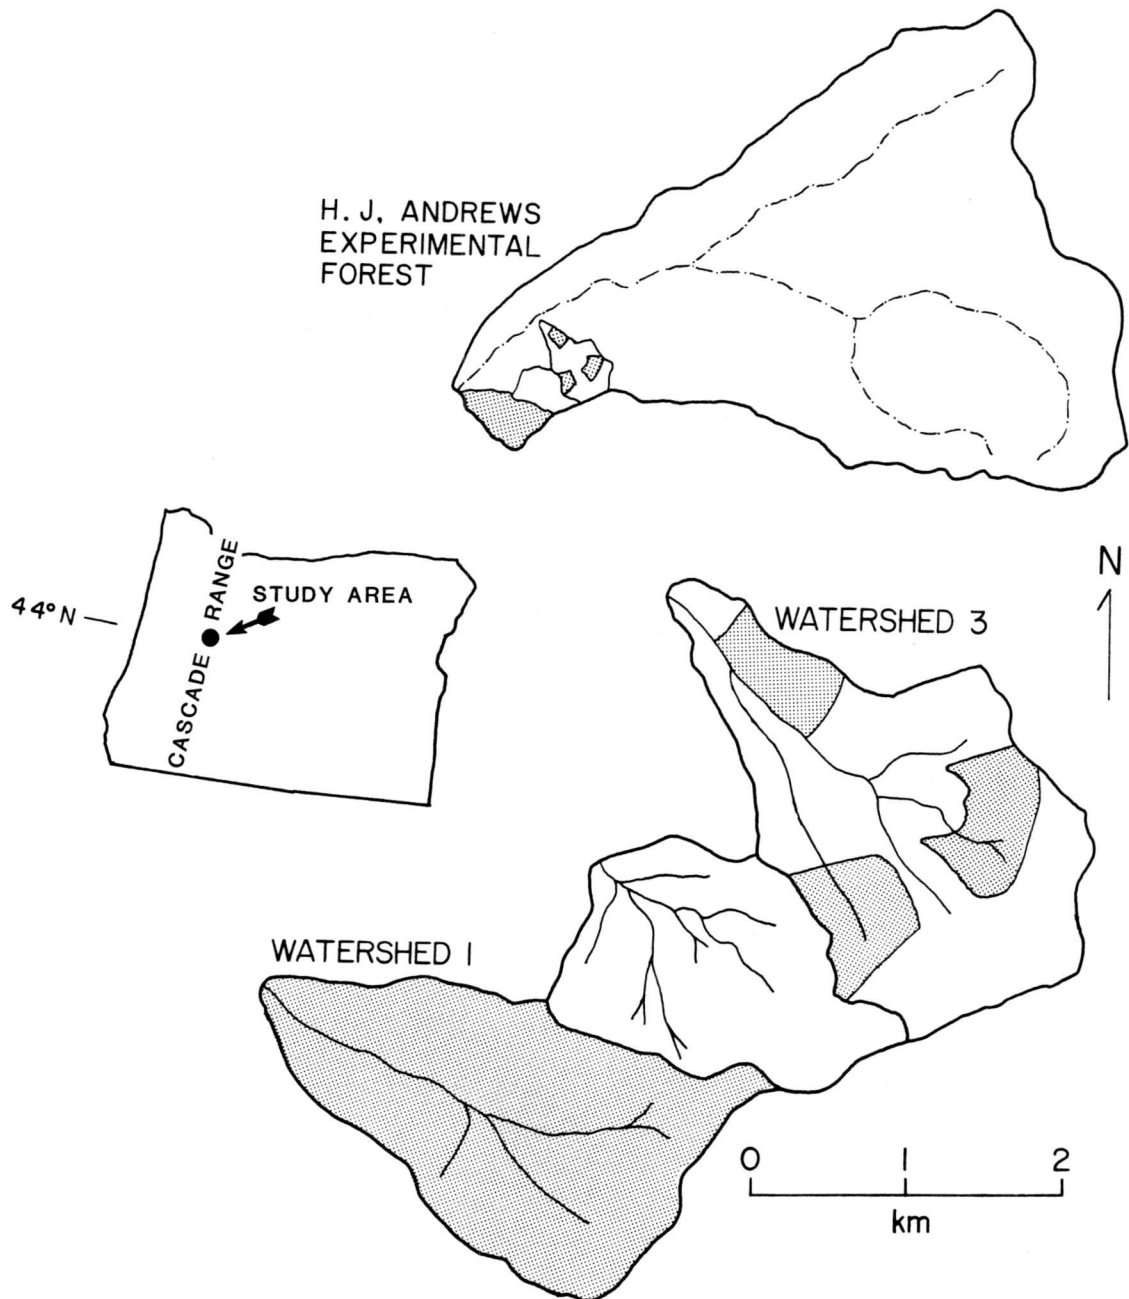 H. J. ANDREWS
EXPERIMENTAL
FOREST
CASCADE RANGE
STUDY AREA
44° N
N
WATERSHED 3
WATERSHED 1
0 1 2
km